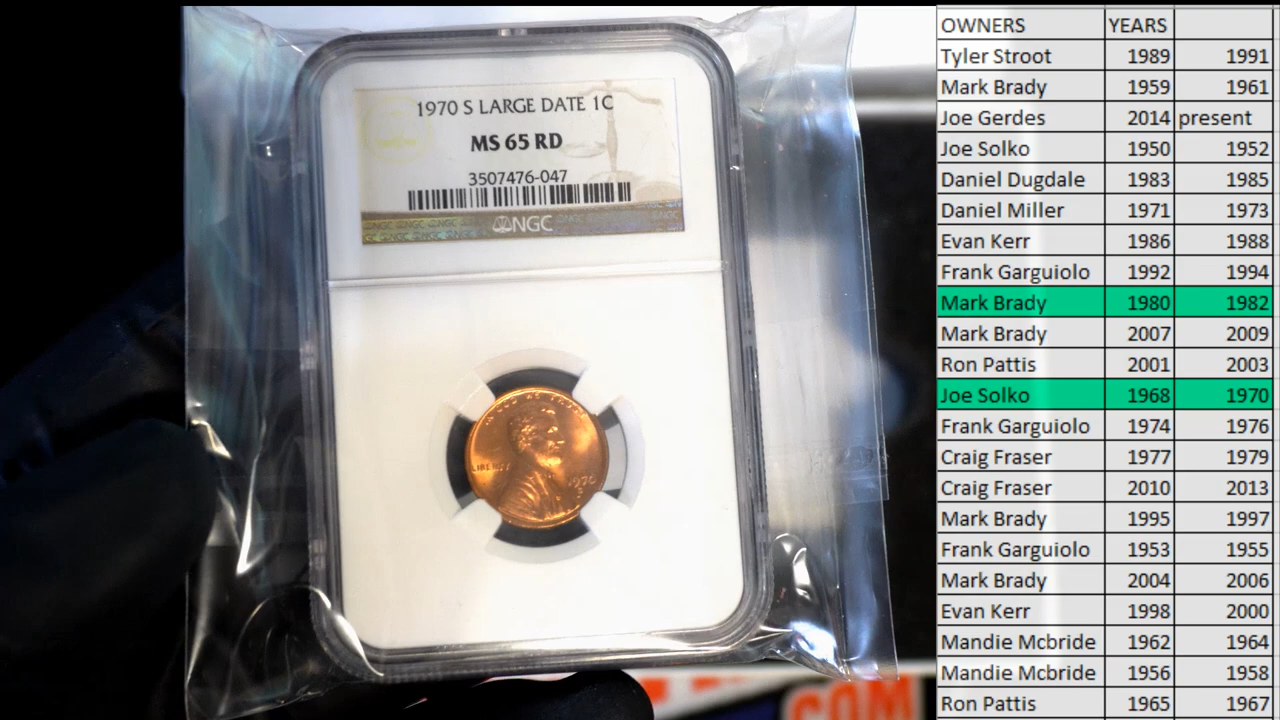 1970 S LARGE DATE 1C
MS 65 RD
3507476-047
NGC
LIBERTY
1970
S
COM
OWNERS YEARS
Tyler Stroot 1989 1991
Mark Brady 1959 1961
Joe Gerdes 2014 present
Joe Solko 1950 1952
Daniel Dugdale 1983 1985
Daniel Miller 1971 1973
Evan Kerr 1986 1988
Frank Garguiolo 1992 1994
Mark Brady 1980 1982
Mark Brady 2007 2009
Ron Pattis 2001 2003
Joe Solko 1968 1970
Frank Garguiolo 1974 1976
Craig Fraser 1977 1979
Craig Fraser 2010 2013
Mark Brady 1995 1997
Frank Garguiolo 1953 1955
Mark Brady 2004 2006
Evan Kerr 1998 2000
Mandie Mcbride 1962 1964
Mandie Mcbride 1956 1958
Ron Pattis 1965 1967